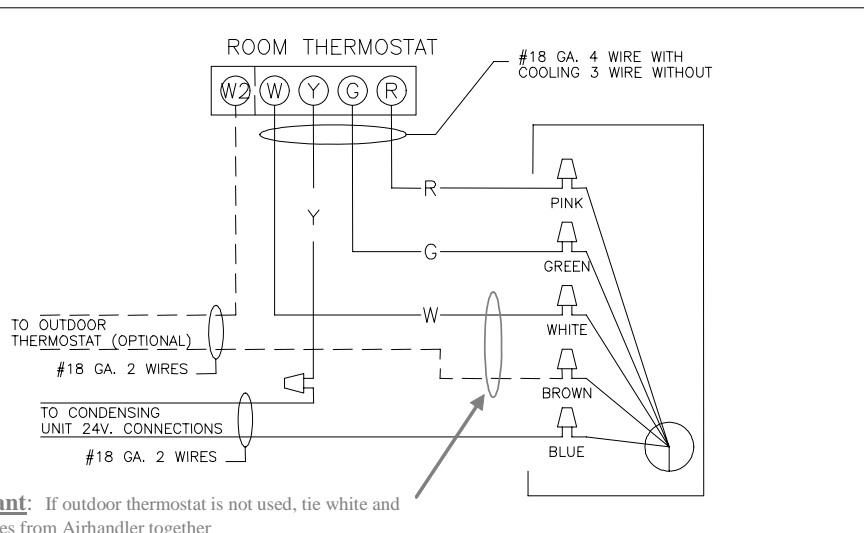 ROOM THERMOSTAT
#18 GA. 4 WIRE WITH
COOLING 3 WIRE WITHOUT
W2 W Y G R
R
PINK
Y
G
GREEN
W
WHITE
TO OUTDOOR
THERMOSTAT (OPTIONAL)
#18 GA. 2 WIRES
BROWN
TO CONDENSING
UNIT 24V. CONNECTIONS
BLUE
#18 GA. 2 WIRES
ant: If outdoor thermostat is not used, tie white and
es from Airhandler together